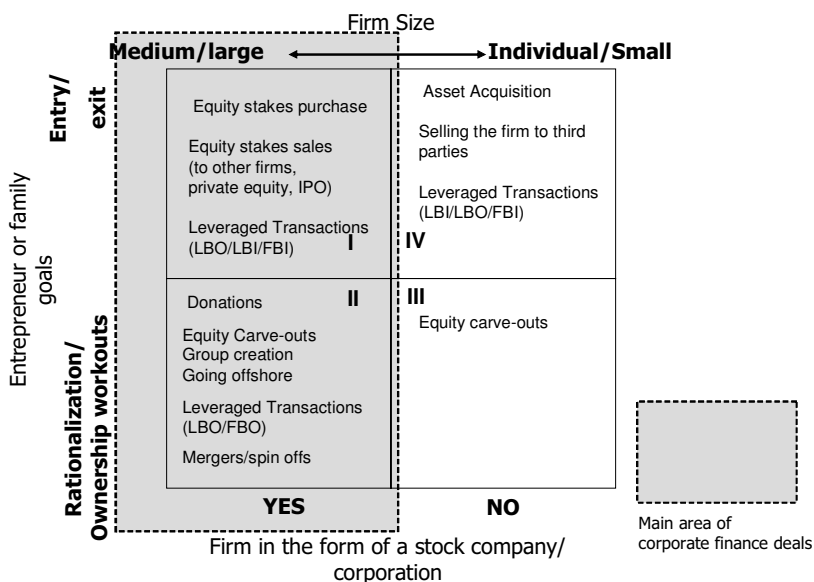 Firm Size
Medium/large
Individual/Small
Entrepreneur or family
goals
Entry/
exit
Equity stakes purchase
Equity stakes sales
(to other firms,
private equity, IPO)
Leveraged Transactions
(LBO/LBI/FBI)
I
IV
Asset Acquisition
Selling the firm to third
parties
Leveraged Transactions
(LBI/LBO/FBI)
Rationalization/
Ownership workouts
Donations
II
Equity Carve-outs
Group creation
Going offshore
Leveraged Transactions
(LBO/FBO)
Mergers/spin offs
III
Equity carve-outs
YES
NO
Firm in the form of a stock company/
corporation
Main area of
corporate finance deals